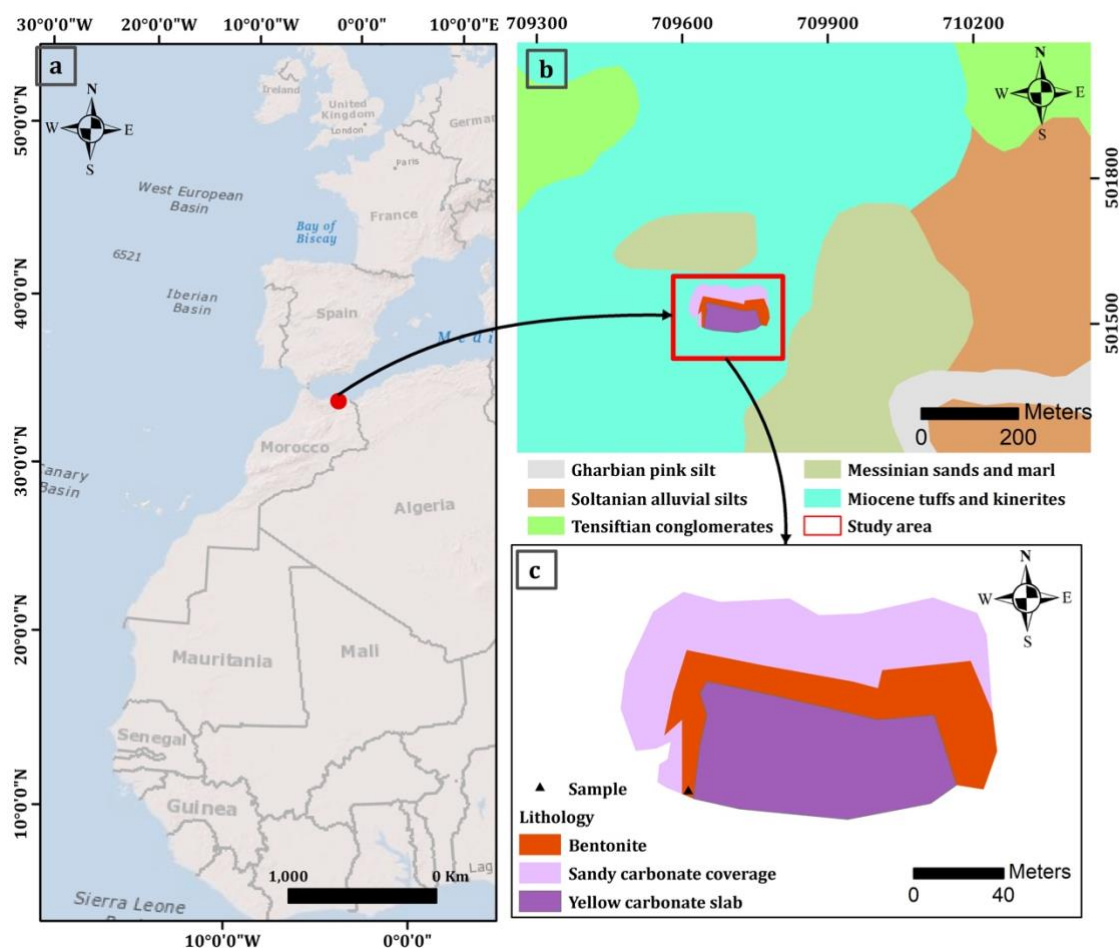 30°0'0"W 20°0'0"W 10°0'0"W 0°0'0" 10°0'0"E
a
N
W E
S
50°0'0"N
40°0'0"N
30°0'0"N
20°0'0"N
10°0'0"N
Ireland
United
Kingdom
London
German
Paris
West European
Basin
France
Bay of
Biscay
6521
Iberian
Basin
Spain
Medi
Morocco
Canary
Basin
Algeria
Mauritania
Mali
Senegal
Guinea
Lag
1,000 0 Km
Sierra Leone
10°0'0"W 0°0'0"
709300 709600 709900 710200
b
N
W E
S
501800
501500
Meters
0 200
Gharbian pink silt
Soltanian alluvial silts
Tensiftian conglomerates
Messinian sands and marl
Miocene tuffs and kinerites
Study area
c
N
W E
S
Sample
Lithology
Bentonite
Sandy carbonate coverage
Yellow carbonate slab
Meters
0 40